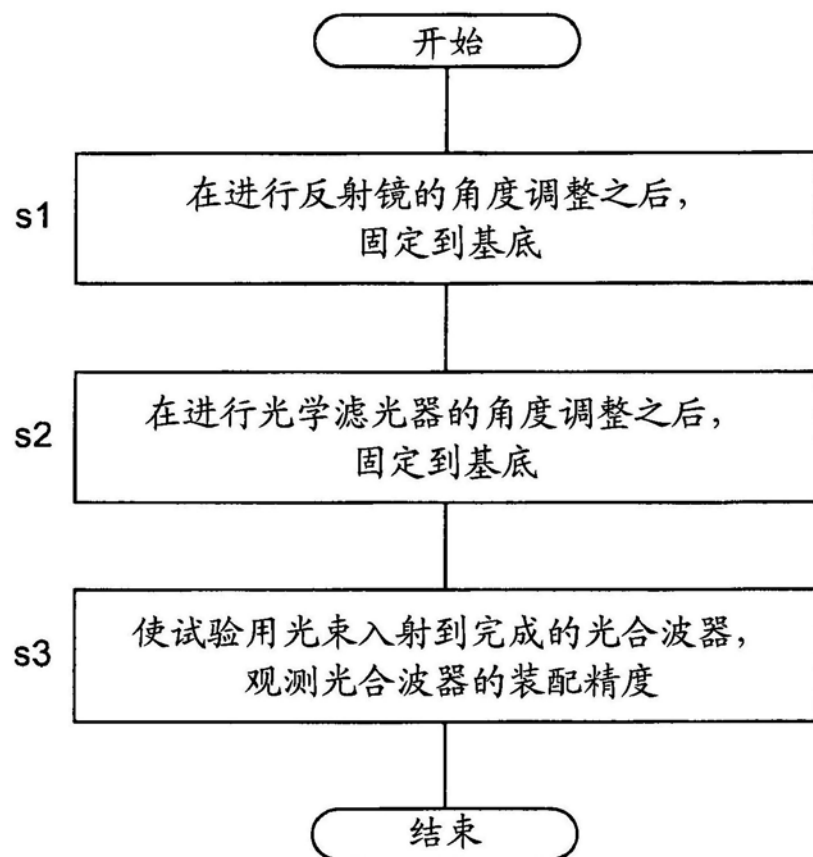 开始
s1
在进行反射镜的角度调整之后，
固定到基底
s2
在进行光学滤光器的角度调整之后，
固定到基底
s3
使试验用光束入射到完成的光合波器，
观测光合波器的装配精度
结束